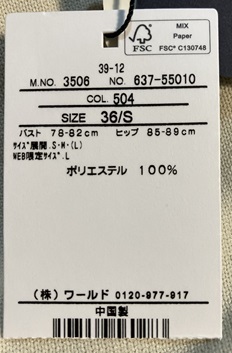 MIX
Paper
FSC
FSC® C130748
39-12
M.NO. 3506 NO. 637-55010
COL. 504
SIZE 36/S
バスト 78-82cm ヒップ 85-89cm
ｻｲｽﾞ展開.S・M・(L)
WEB限定ｻｲｽﾞ.L
ポリエステル 100%
(株)ワールド 0120-977-917
中国製